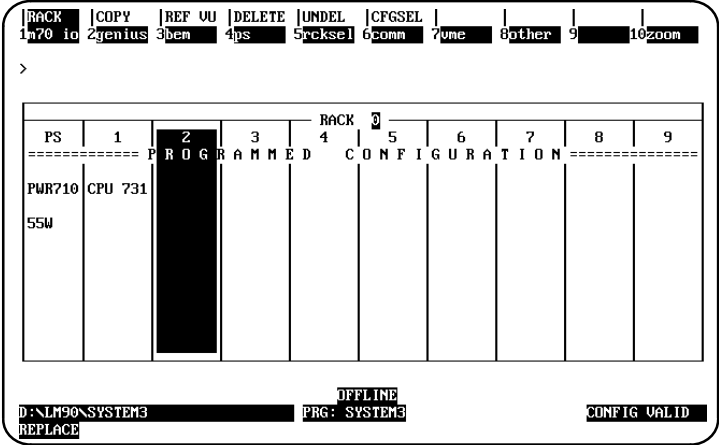 |RACK |COPY |REF VU |DELETE |UNDEL |CFGSEL | | | |
1m70 io 2genius 3bem 4ps 5rcksel 6comm 7vme 8other 9 10zoom
>
RACK 0
PS 1 2 3 4 5 6 7 8 9
============= P R O G R A M M E D C O N F I G U R A T I O N ===============
PWR710 CPU 731
55W
OFFLINE
D:\LM90\SYSTEM3 PRG: SYSTEM3 CONFIG VALID
REPLACE